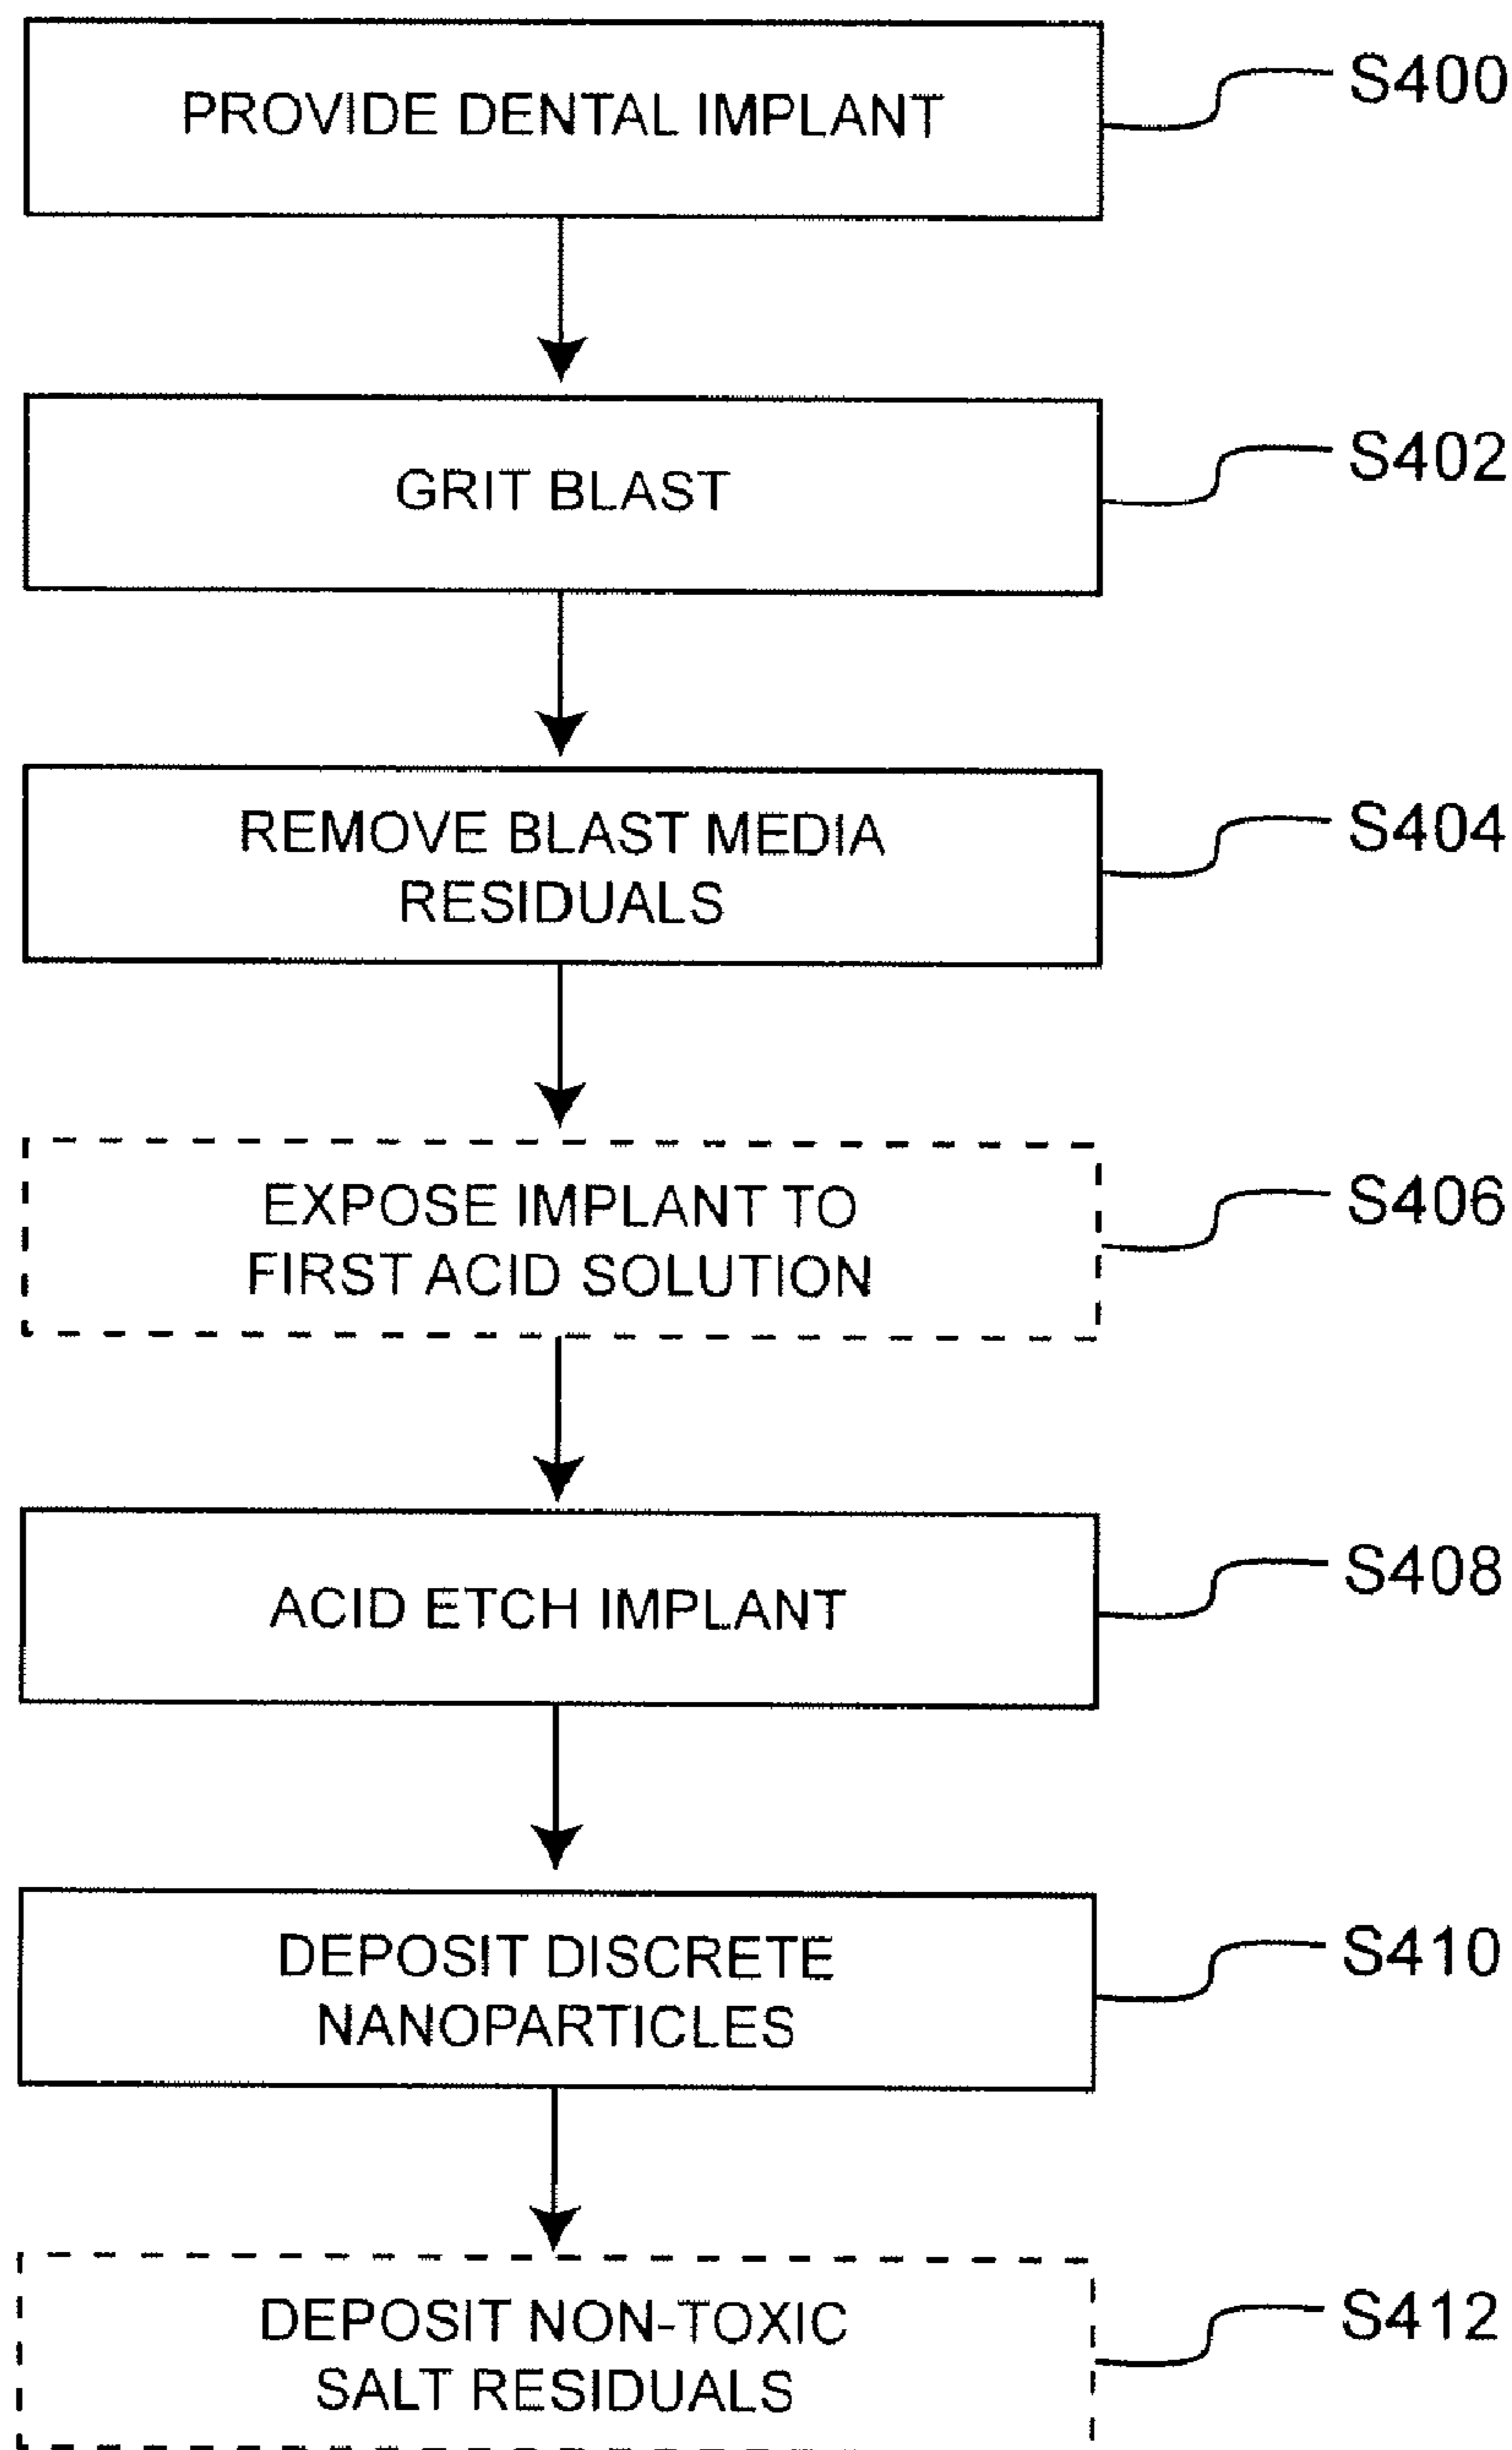 PROVIDE DENTAL IMPLANT
S400
GRIT BLAST
S402
REMOVE BLAST MEDIA
RESIDUALS
S404
EXPOSE IMPLANT TO
FIRST ACID SOLUTION
S406
ACID ETCH IMPLANT
S408
DEPOSIT DISCRETE
NANOPARTICLES
S410
DEPOSIT NON-TOXIC
SALT RESIDUALS
S412